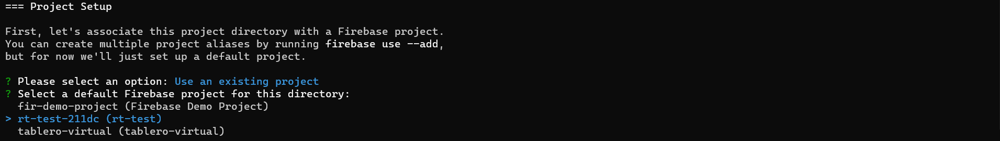 === Project Setup
First, let's associate this project directory with a Firebase project.
You can create multiple project aliases by running firebase use --add,
but for now we'll just set up a default project.
? Please select an option: Use an existing project
? Select a default Firebase project for this directory:
  fir-demo-project (Firebase Demo Project)
> rt-test-211dc (rt-test)
  tablero-virtual (tablero-virtual)